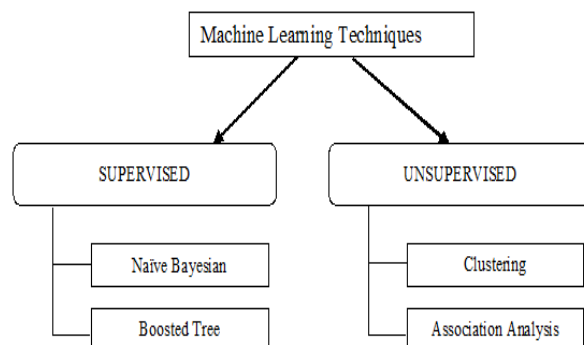 Machine Learning Techniques
SUPERVISED
UNSUPERVISED
Naïve Bayesian
Clustering
Boosted Tree
Association Analysis